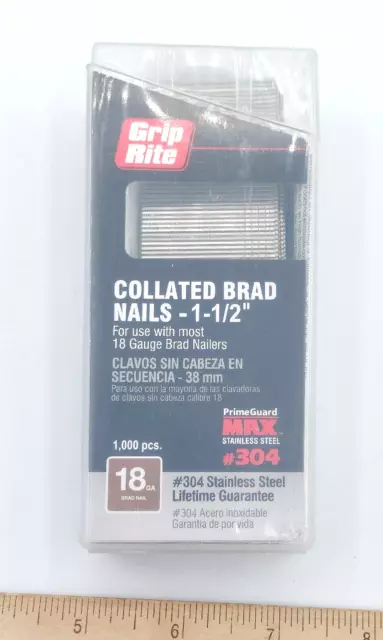 Grip
Rite
COLLATED BRAD
NAILS - 1-1/2"
For use with most
18 Gauge Brad Nailers
CLAVOS SIN CABEZA EN
SECUENCIA - 38 mm
Para uso con la mayoría de las clavadoras
de clavos sin cabeza calibre 18
PrimeGuard
MAX™
STAINLESS STEEL
#304
1,000 pcs.
18 GA
BRAD NAIL
#304 Stainless Steel
Lifetime Guarantee
#304 Acero inoxidable
Garantía de por vida
5 6 7 8